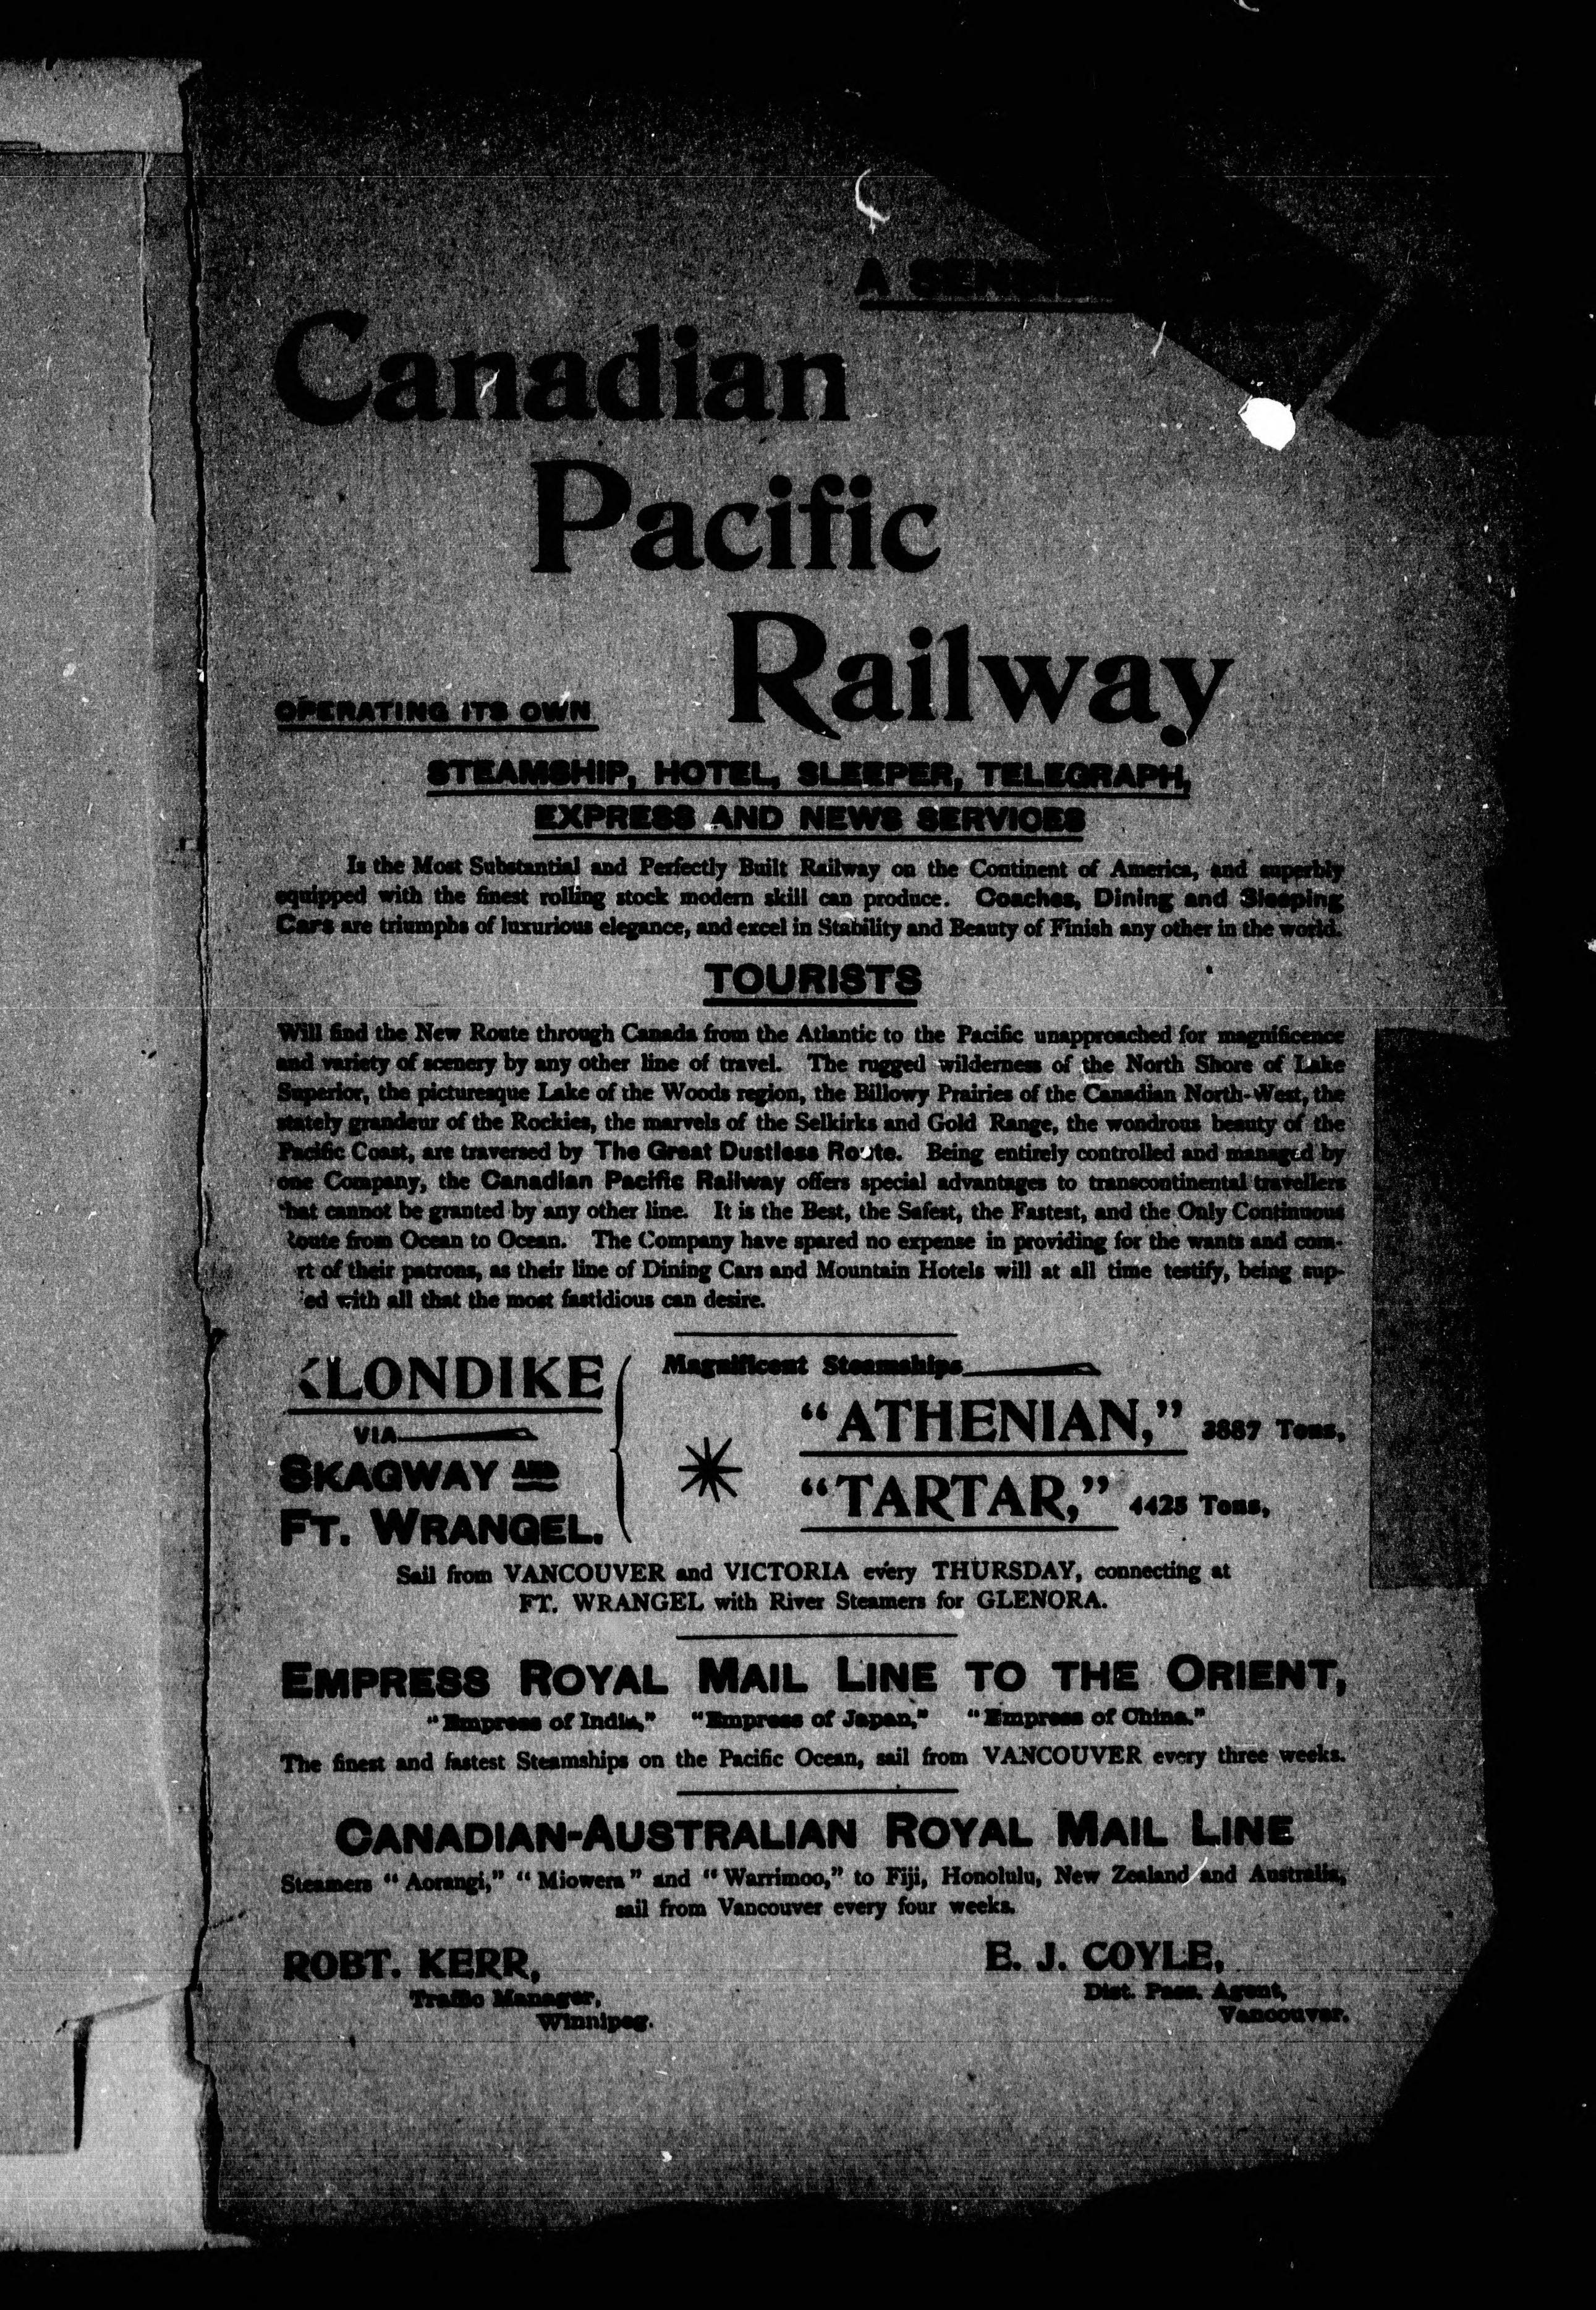 A
Canadian
Pacific
Railway
OPERATING ITS OWN
STEAMSHIP, HOTEL, SLEEPER, TELEGRAPH,
EXPRESS AND NEWS SERVICES
Is the Most Substantial and Perfectly Built Railway on the Continent of America, and superbly
equipped with the finest rolling stock modern skill can produce. Coaches, Dining and Sleeping
Cars are triumphs of luxurious elegance, and excel in Stability and Beauty of Finish any other in the world.
TOURISTS
Will find the New Route through Canada from the Atlantic to the Pacific unapproached for magnificence
and variety of scenery by any other line of travel. The rugged wilderness of the North Shore of Lake
Superior, the picturesque Lake of the Woods region, the Billowy Prairies of the Canadian North-West, the
stately grandeur of the Rockies, the marvels of the Selkirks and Gold Range, the wondrous beauty of the
Pacific Coast, are traversed by The Great Dustless Route. Being entirely controlled and managed by
one Company, the Canadian Pacific Railway offers special advantages to transcontinental travellers
that cannot be granted by any other line. It is the Best, the Safest, the Fastest, and the Only Continuous
Route from Ocean to Ocean. The Company have spared no expense in providing for the wants and com-
rt of their patrons, as their line of Dining Cars and Mountain Hotels will at all time testify, being sup-
ed with all that the most fastidious can desire.
KLONDIKE
VIA
SKAGWAY AND
FT. WRANGEL.
Magnificent Steamships
"ATHENIAN," 3887 Tons,
"TARTAR," 4425 Tons,
Sail from VANCOUVER and VICTORIA every THURSDAY, connecting at
FT. WRANGEL with River Steamers for GLENORA.
EMPRESS ROYAL MAIL LINE TO THE ORIENT,
"Empress of India," "Empress of Japan," "Empress of China."
The finest and fastest Steamships on the Pacific Ocean, sail from VANCOUVER every three weeks.
CANADIAN-AUSTRALIAN ROYAL MAIL LINE
Steamers "Aorangi," "Miowera" and "Warrimoo," to Fiji, Honolulu, New Zealand and Australia,
sail from Vancouver every four weeks.
ROBT. KERR,
Traffic Manager,
Winnipeg.
E. J. COYLE,
Dist. Pass. Agent,
Vancouver.